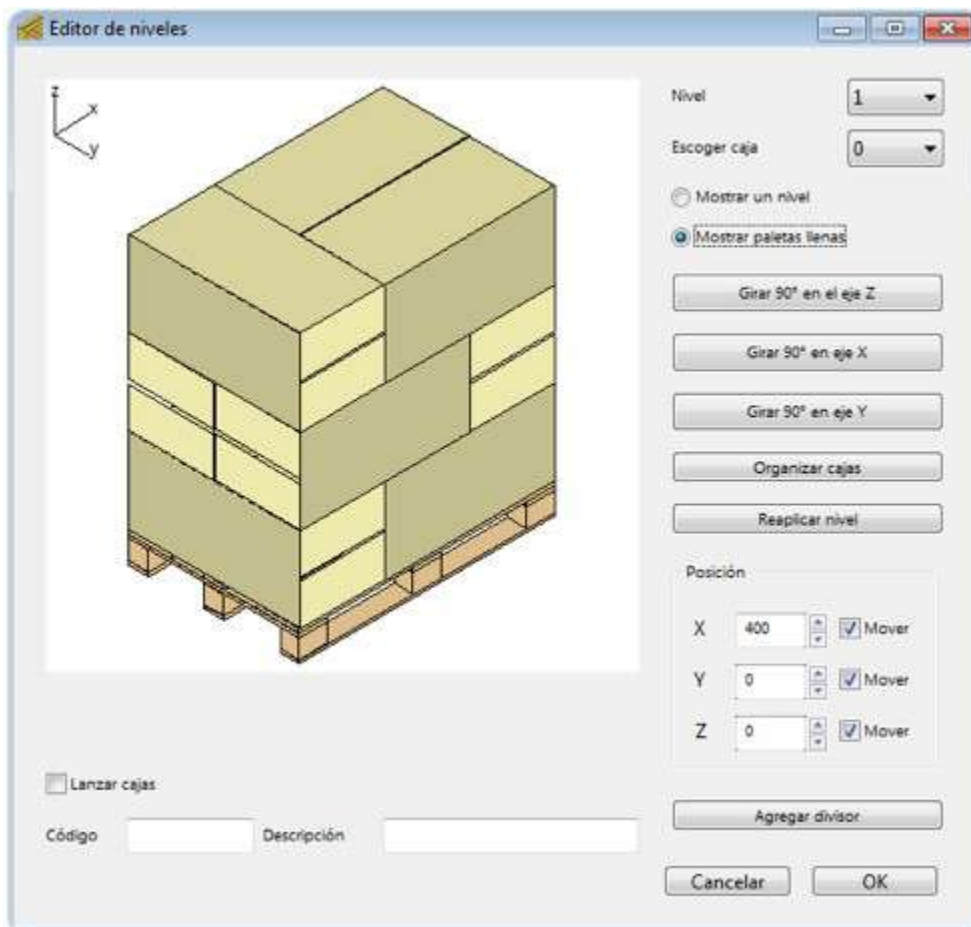 Editor de niveles
z
x
y
Nivel 1
Escoger caja 0
Mostrar un nivel
Mostrar paletas llenas
Girar 90° en el eje Z
Girar 90° en eje X
Girar 90° en eje Y
Organizar cajas
Reaplicar nivel
Posición
X 400 Mover
Y 0 Mover
Z 0 Mover
Lanzar cajas
Código Descripción
Agregar divisor
Cancelar OK